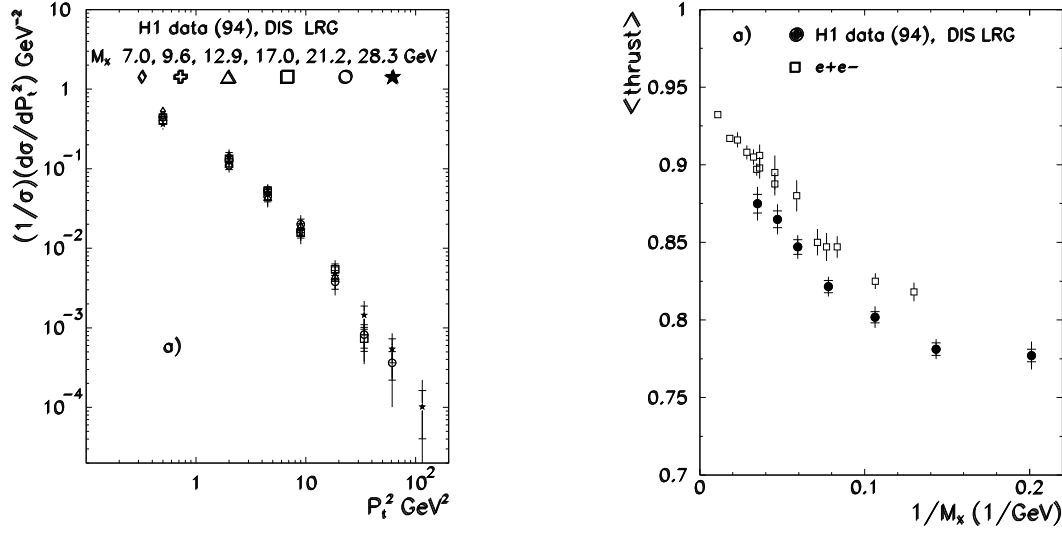 H1 data (94), DIS LRG
Mₓ 7.0, 9.6, 12.9, 17.0, 21.2, 28.3 GeV
(1/σ)(dσ/dPₜ²) GeV⁻²
10
1
10⁻¹
10⁻²
10⁻³
10⁻⁴
a)
1
10
10²
Pₜ² GeV²
<thrust>
a)
H1 data (94), DIS LRG
e+e-
1
0.95
0.9
0.85
0.8
0.75
0.7
0
0.1
0.2
1/Mₓ (1/GeV)